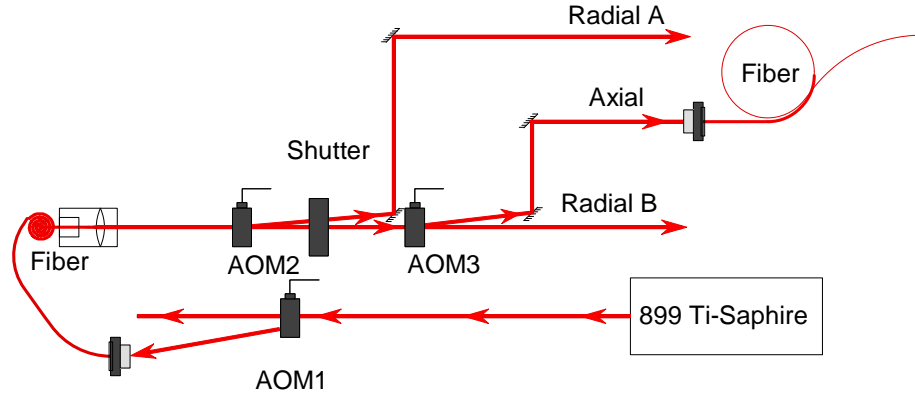 Radial A
Fiber
Axial
Shutter
Radial B
Fiber
AOM2
AOM3
899 Ti-Saphire
AOM1